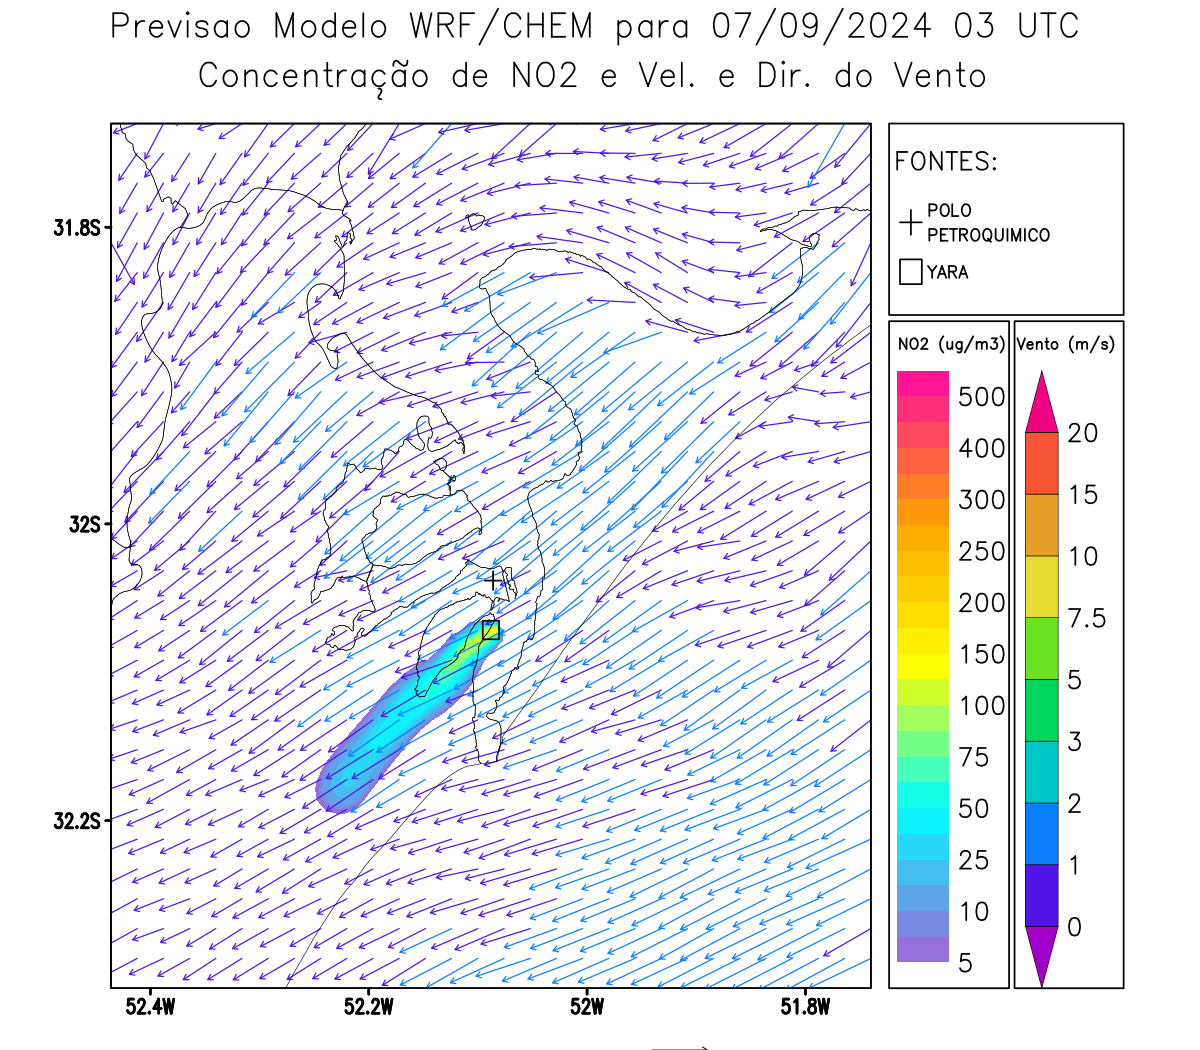 Previsao Modelo WRF/CHEM para 07/09/2024 03 UTC
Concentração de NO2 e Vel. e Dir. do Vento
FONTES:
POLO
PETROQUIMICO
YARA
NO2 (ug/m3)
500
400
300
250
200
150
100
75
50
25
10
5
Vento (m/s)
20
15
10
7.5
5
3
2
1
0
31.8S
32S
32.2S
52.4W
52.2W
52W
51.8W